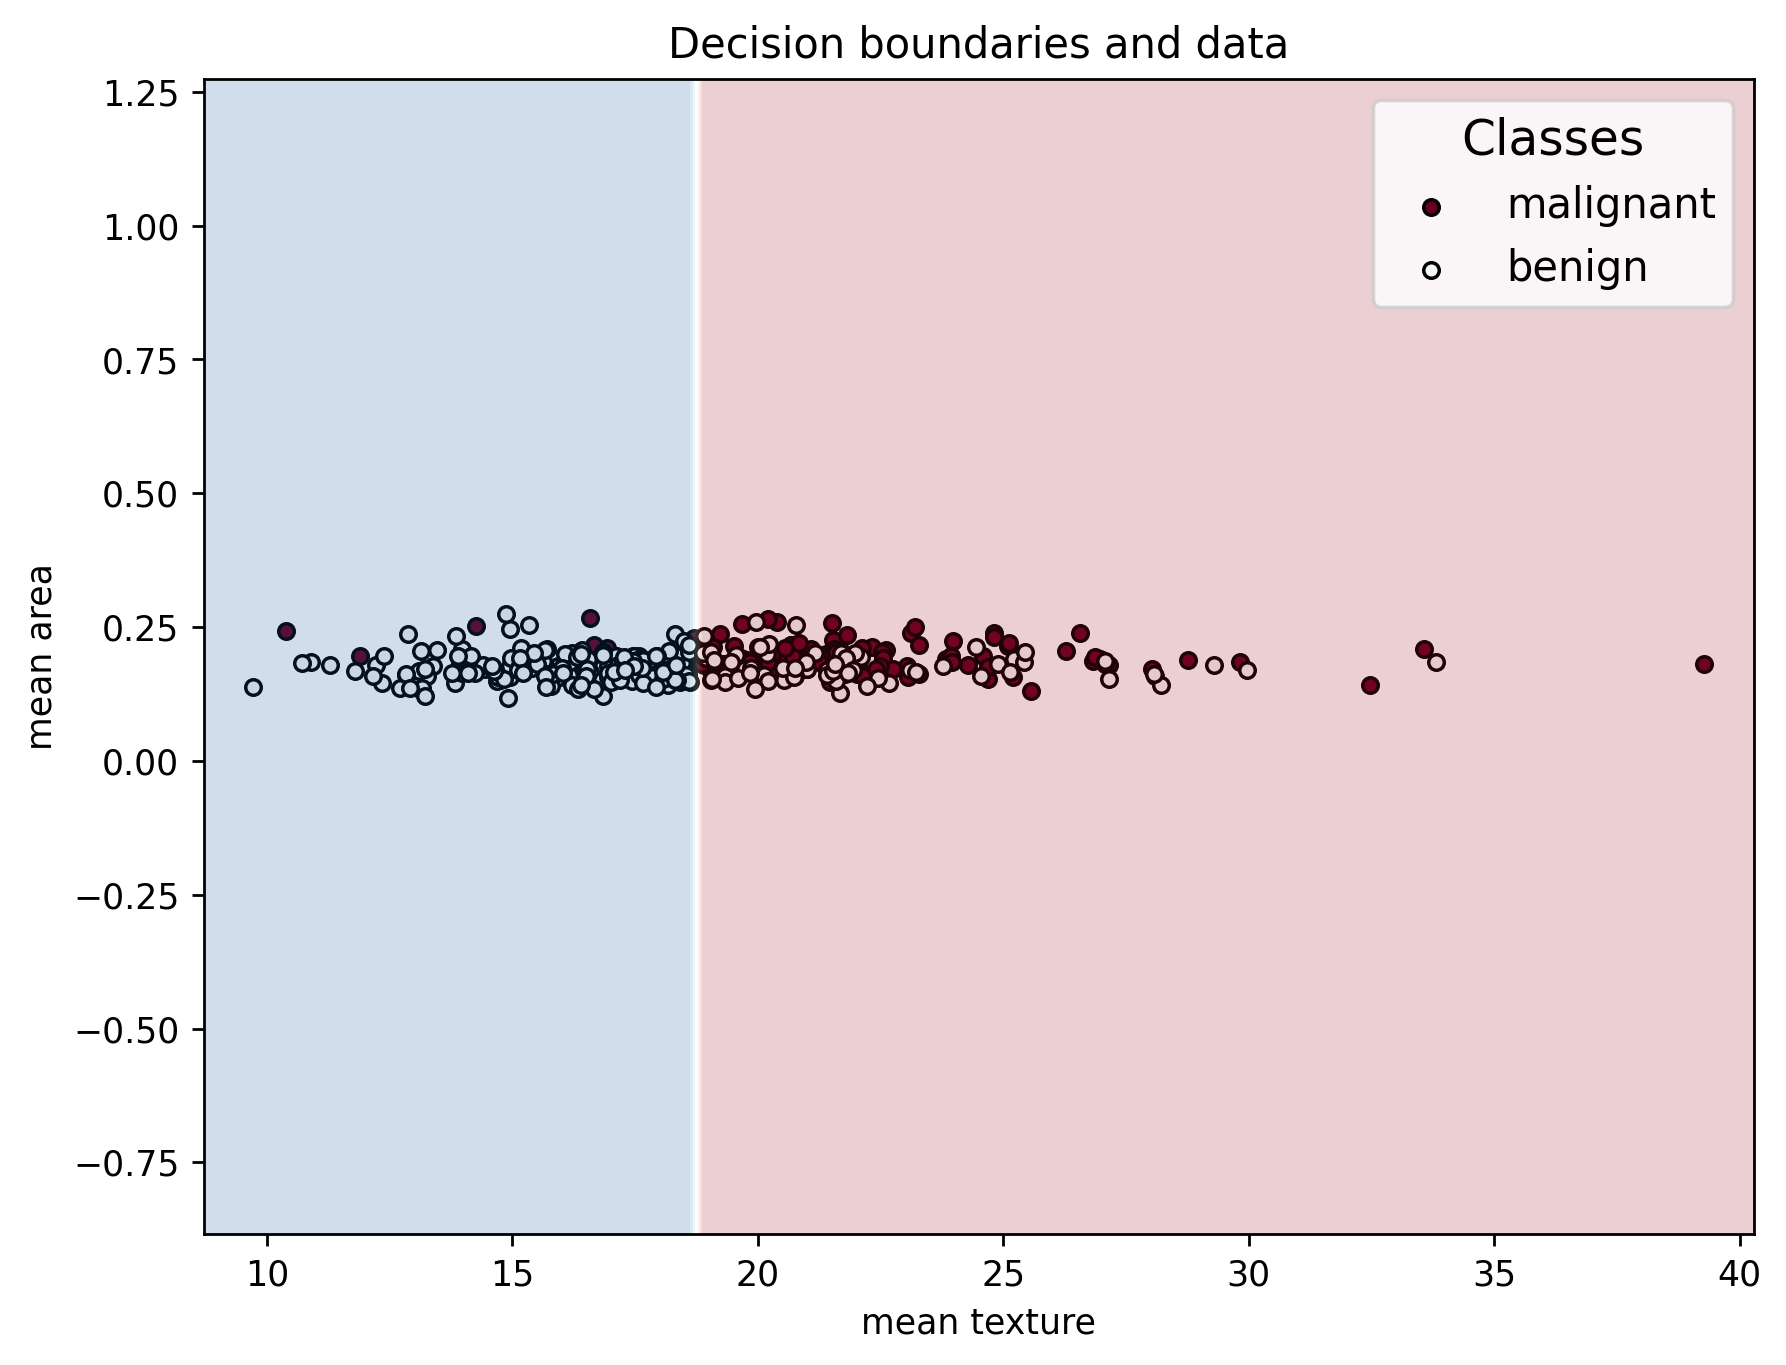 Decision boundaries and data
1.25
1.00
0.75
0.50
0.25
0.00
−0.25
−0.50
−0.75
mean area
Classes
malignant
benign
10 15 20 25 30 35 40
mean texture